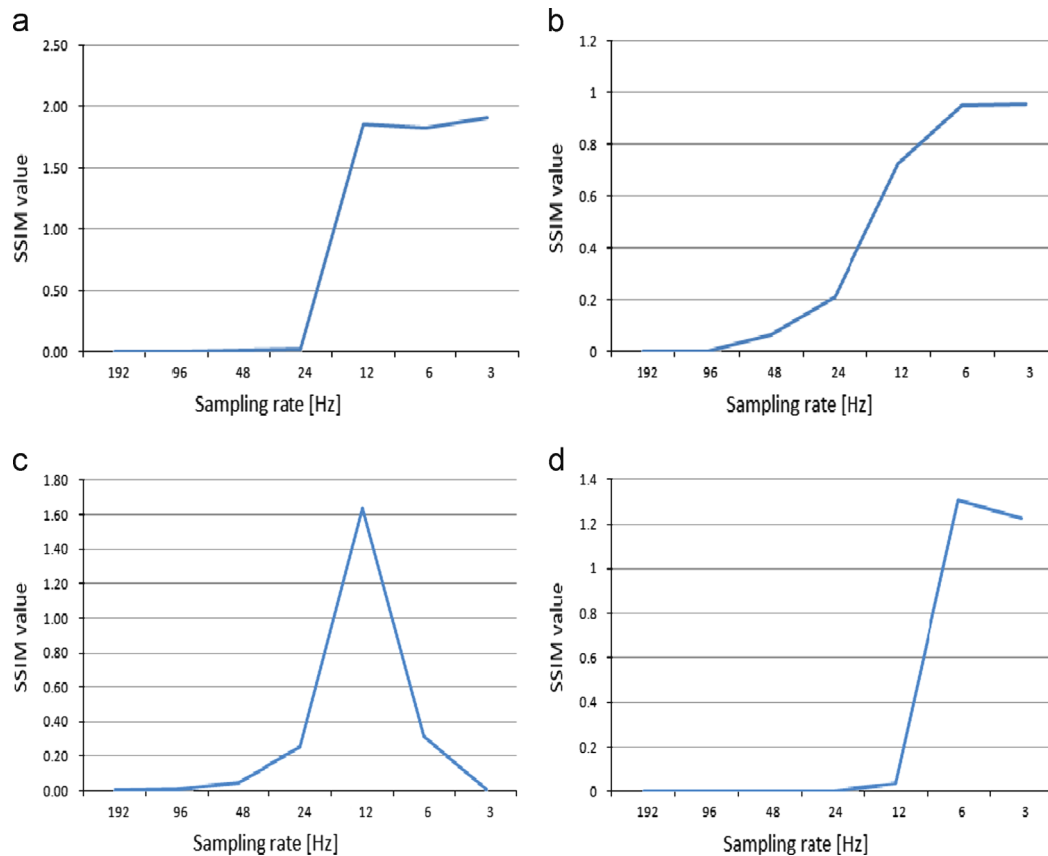 a
2.50
2.00
1.50
1.00
0.50
0.00
SSIM value
192 96 48 24 12 6 3
Sampling rate [Hz]
b
1.2
1
0.8
0.6
0.4
0.2
0
SSIM value
192 96 48 24 12 6 3
Sampling rate [Hz]
c
1.80
1.60
1.40
1.20
1.00
0.80
0.60
0.40
0.20
0.00
SSIM value
192 96 48 24 12 6 3
Sampling rate [Hz]
d
1.4
1.2
1
0.8
0.6
0.4
0.2
0
SSIM value
192 96 48 24 12 6 3
Sampling rate [Hz]